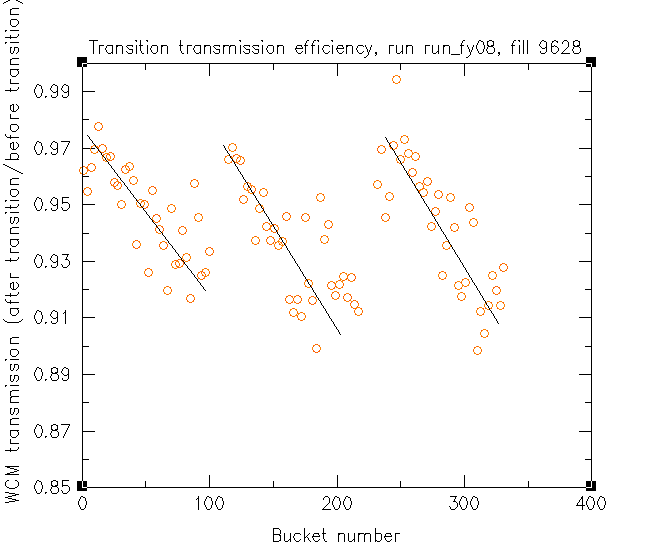 Transition transmission efficiency, run run_fy08, fill 9628
WCM transmission (after transition/before transition)
0.99
0.97
0.95
0.93
0.91
0.89
0.87
0.85
0 100 200 300 400
Bucket number